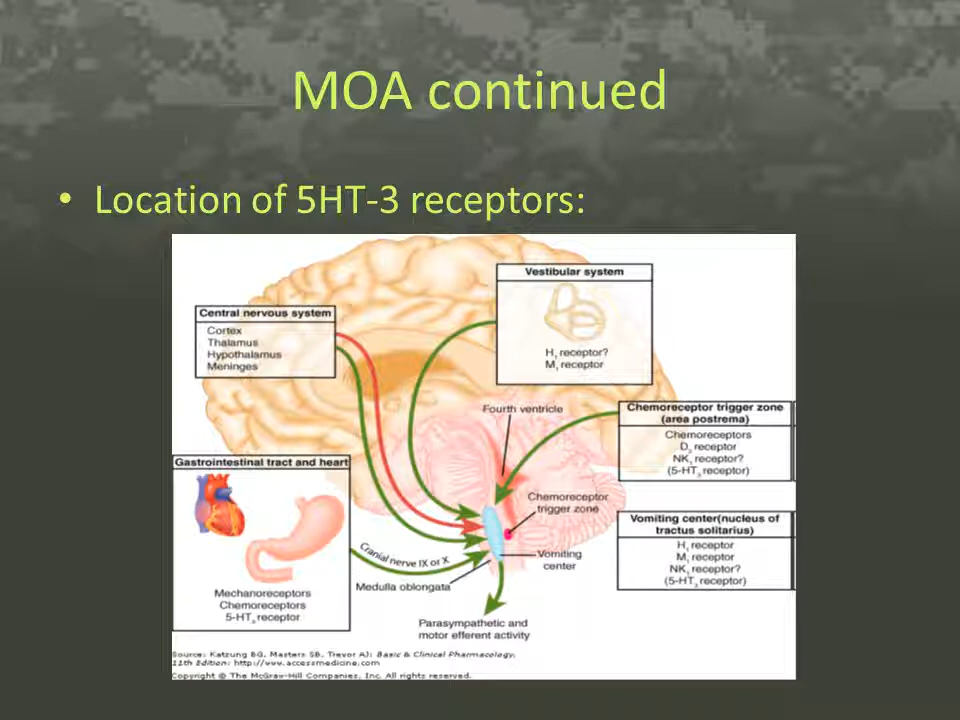 MOA continued
• Location of 5HT-3 receptors:
Vestibular system
H₁ receptor?
M₁ receptor
Central nervous system
Cortex
Thalamus
Hypothalamus
Meninges
Fourth ventricle
Chemoreceptor trigger zone
(area postrema)
Chemoreceptors
D₂ receptor
NK₁ receptor?
(5-HT₃ receptor)
Gastrointestinal tract and heart
Mechanoreceptors
Chemoreceptors
5-HT₃ receptor
Cranial nerve IX or X
Chemoreceptor
trigger zone
Vomiting center(nucleus of
tractus solitarius)
H₁ receptor
M₁ receptor
NK₁ receptor?
(5-HT₃ receptor)
Vomiting
center
Medulla oblongata
Parasympathetic and
motor efferent activity
Source: Katzung BG, Masters SB, Trevor AJ: Basic & Clinical Pharmacology,
11th Edition: http://www.accessmedicine.com
Copyright © The McGraw-Hill Companies, Inc. All rights reserved.